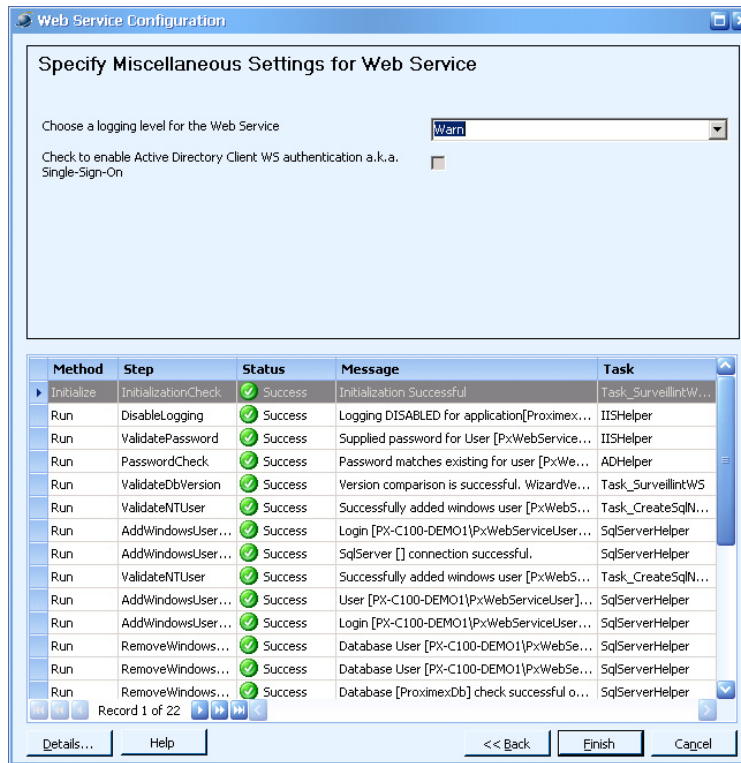 Web Service Configuration
Specify Miscellaneous Settings for Web Service
Choose a logging level for the Web Service
Warn
Check to enable Active Directory Client WS authentication a.k.a.
Single-Sign-On
Method Step Status Message Task
Initialize InitializationCheck Success Initialization Successful Task_SurveillintW...
Run DisableLogging Success Logging DISABLED for application[Proximex... IISHelper
Run ValidatePassword Success Supplied password for User [PxWebService... IISHelper
Run PasswordCheck Success Password matches existing for user [PxWe... ADHelper
Run ValidateDbVersion Success Version comparison is successful. WizardVe... Task_SurveillintWS
Run ValidateNTUser Success Successfully added windows user [PxWebS... Task_CreateSqlN...
Run AddWindowsUser... Success Login [PX-C100-DEMO1\PxWebServiceUser... SqlServerHelper
Run AddWindowsUser... Success SqlServer [] connection successful. SqlServerHelper
Run ValidateNTUser Success Successfully added windows user [PxWebS... Task_CreateSqlN...
Run AddWindowsUser... Success User [PX-C100-DEMO1\PxWebServiceUser]... SqlServerHelper
Run AddWindowsUser... Success Login [PX-C100-DEMO1\PxWebServiceUser... SqlServerHelper
Run RemoveWindows... Success Database User [PX-C100-DEMO1\PxWebSe... SqlServerHelper
Run RemoveWindows... Success Database User [PX-C100-DEMO1\PxWebSe... SqlServerHelper
Run RemoveWindows... Success Database [ProximexDb] check successful o... SqlServerHelper
Record 1 of 22
Details... Help << Back Finish Cancel